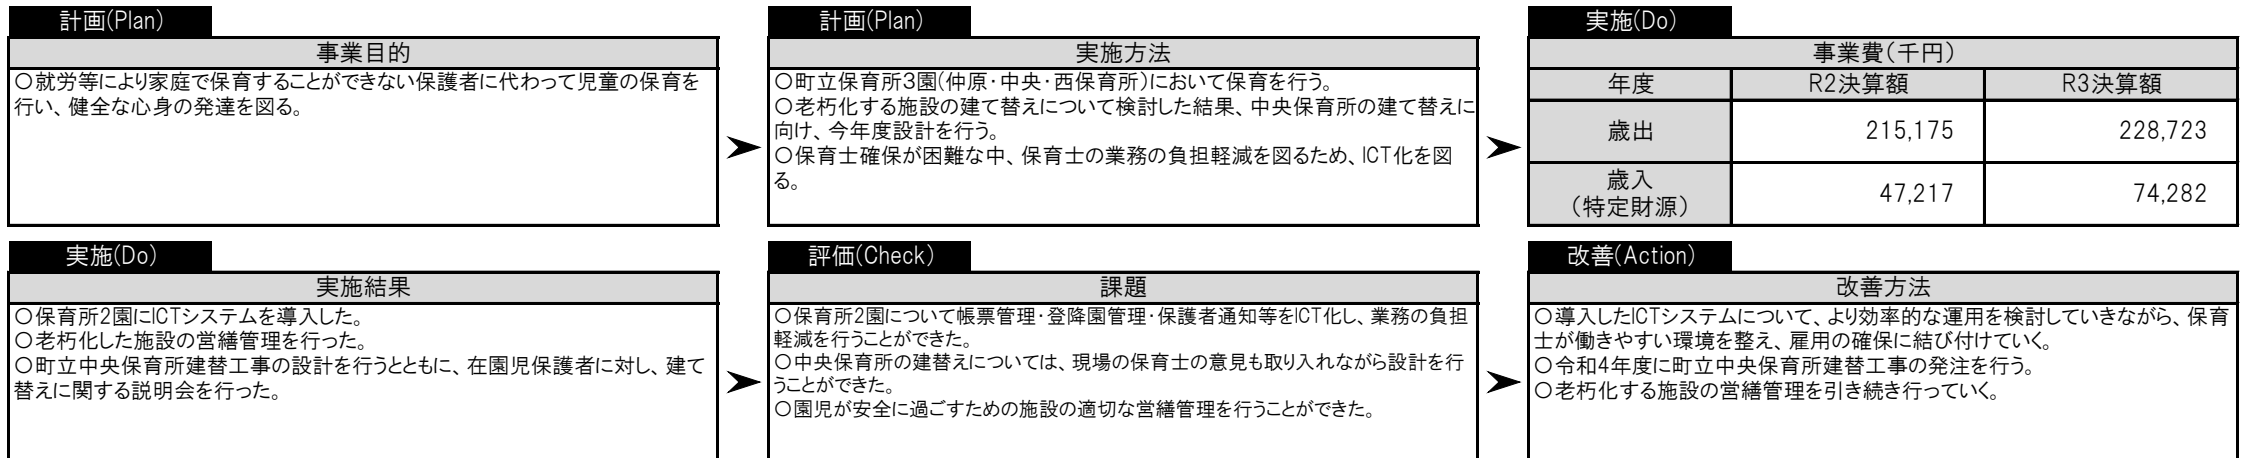 計画(Plan)
事業目的
○就労等により家庭で保育することができない保護者に代わって児童の保育を
行い、健全な心身の発達を図る。
計画(Plan)
実施方法
○町立保育所3園(仲原・中央・西保育所)において保育を行う。
○老朽化する施設の建て替えについて検討した結果、中央保育所の建て替えに
向け、今年度設計を行う。
○保育士確保が困難な中、保育士の業務の負担軽減を図るため、ICT化を図
る。
実施(Do)
事業費(千円)
年度 R2決算額 R3決算額
歳出 215,175 228,723
歳入
(特定財源) 47,217 74,282
実施(Do)
実施結果
○保育所2園にICTシステムを導入した。
○老朽化した施設の営繕管理を行った。
○町立中央保育所建替工事の設計を行うとともに、在園児保護者に対し、建て
替えに関する説明会を行った。
評価(Check)
課題
○保育所2園について帳票管理・登降園管理・保護者通知等をICT化し、業務の負担
軽減を行うことができた。
○中央保育所の建替えについては、現場の保育士の意見も取り入れながら設計を行
うことができた。
○園児が安全に過ごすための施設の適切な営繕管理を行うことができた。
改善(Action)
改善方法
○導入したICTシステムについて、より効率的な運用を検討していきながら、保育
士が働きやすい環境を整え、雇用の確保に結び付けていく。
○令和4年度に町立中央保育所建替工事の発注を行う。
○老朽化する施設の営繕管理を引き続き行っていく。